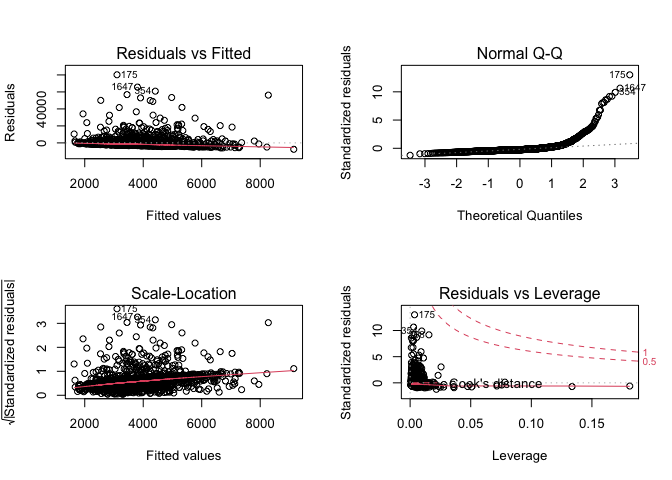 Residuals vs Fitted
Residuals
0
40000
175
1647
354
2000 4000 6000 8000
Fitted values
Normal Q-Q
Standardized residuals
0
5
10
175
1647
354
-3 -2 -1 0 1 2 3
Theoretical Quantiles
Scale-Location
√|Standardized residuals|
0
1
2
3
175
1647
354
2000 4000 6000 8000
Fitted values
Residuals vs Leverage
Standardized residuals
0
5
10
175
Cook's distance
1
0.5
0.00 0.05 0.10 0.15
Leverage